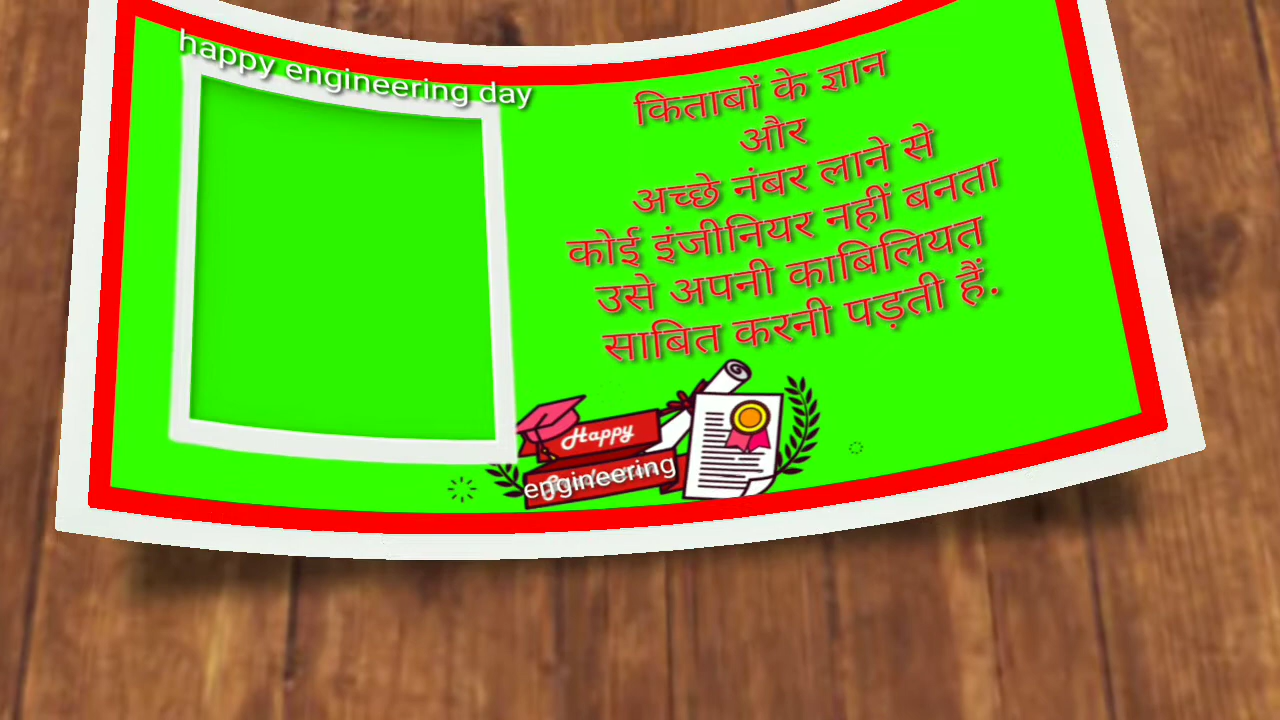 happy engineering day
किताबों के ज्ञान
और
अच्छे नंबर लाने से
कोई इंजीनियर नहीं बनता
उसे अपनी काबिलियत
साबित करनी पड़ती हैं.
Happy
engineering